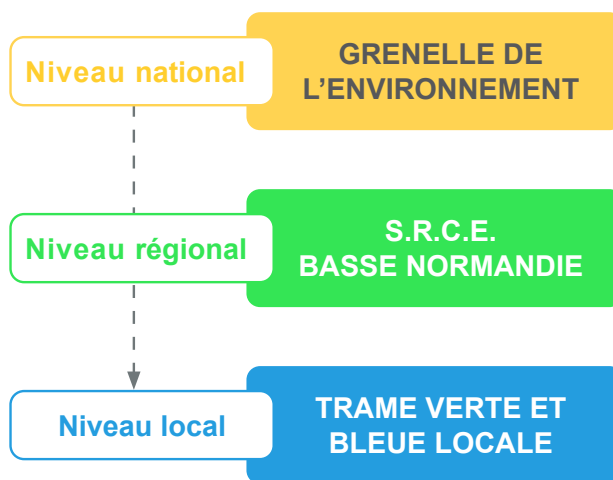 Niveau national
GRENELLE DE
L’ENVIRONNEMENT
Niveau régional
S.R.C.E.
BASSE NORMANDIE
Niveau local
TRAME VERTE ET
BLEUE LOCALE